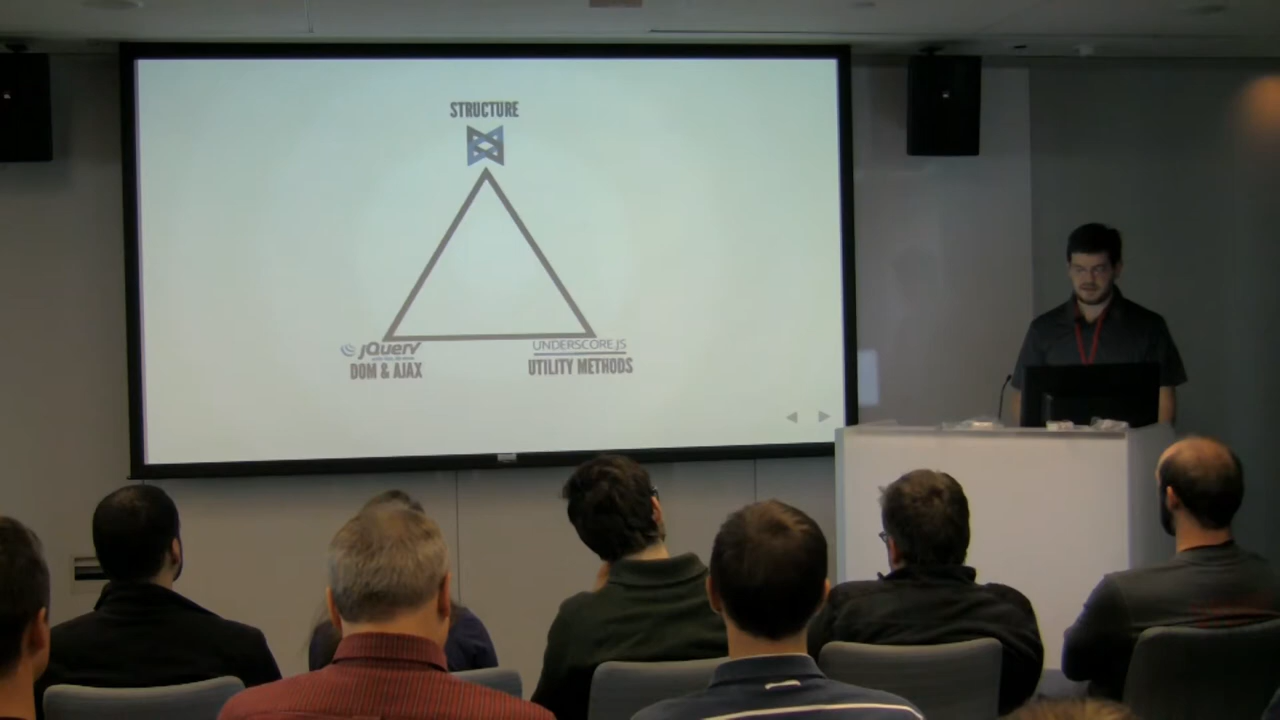 STRUCTURE
jQuery
DOM & AJAX
UNDERSCORE.JS
UTILITY METHODS